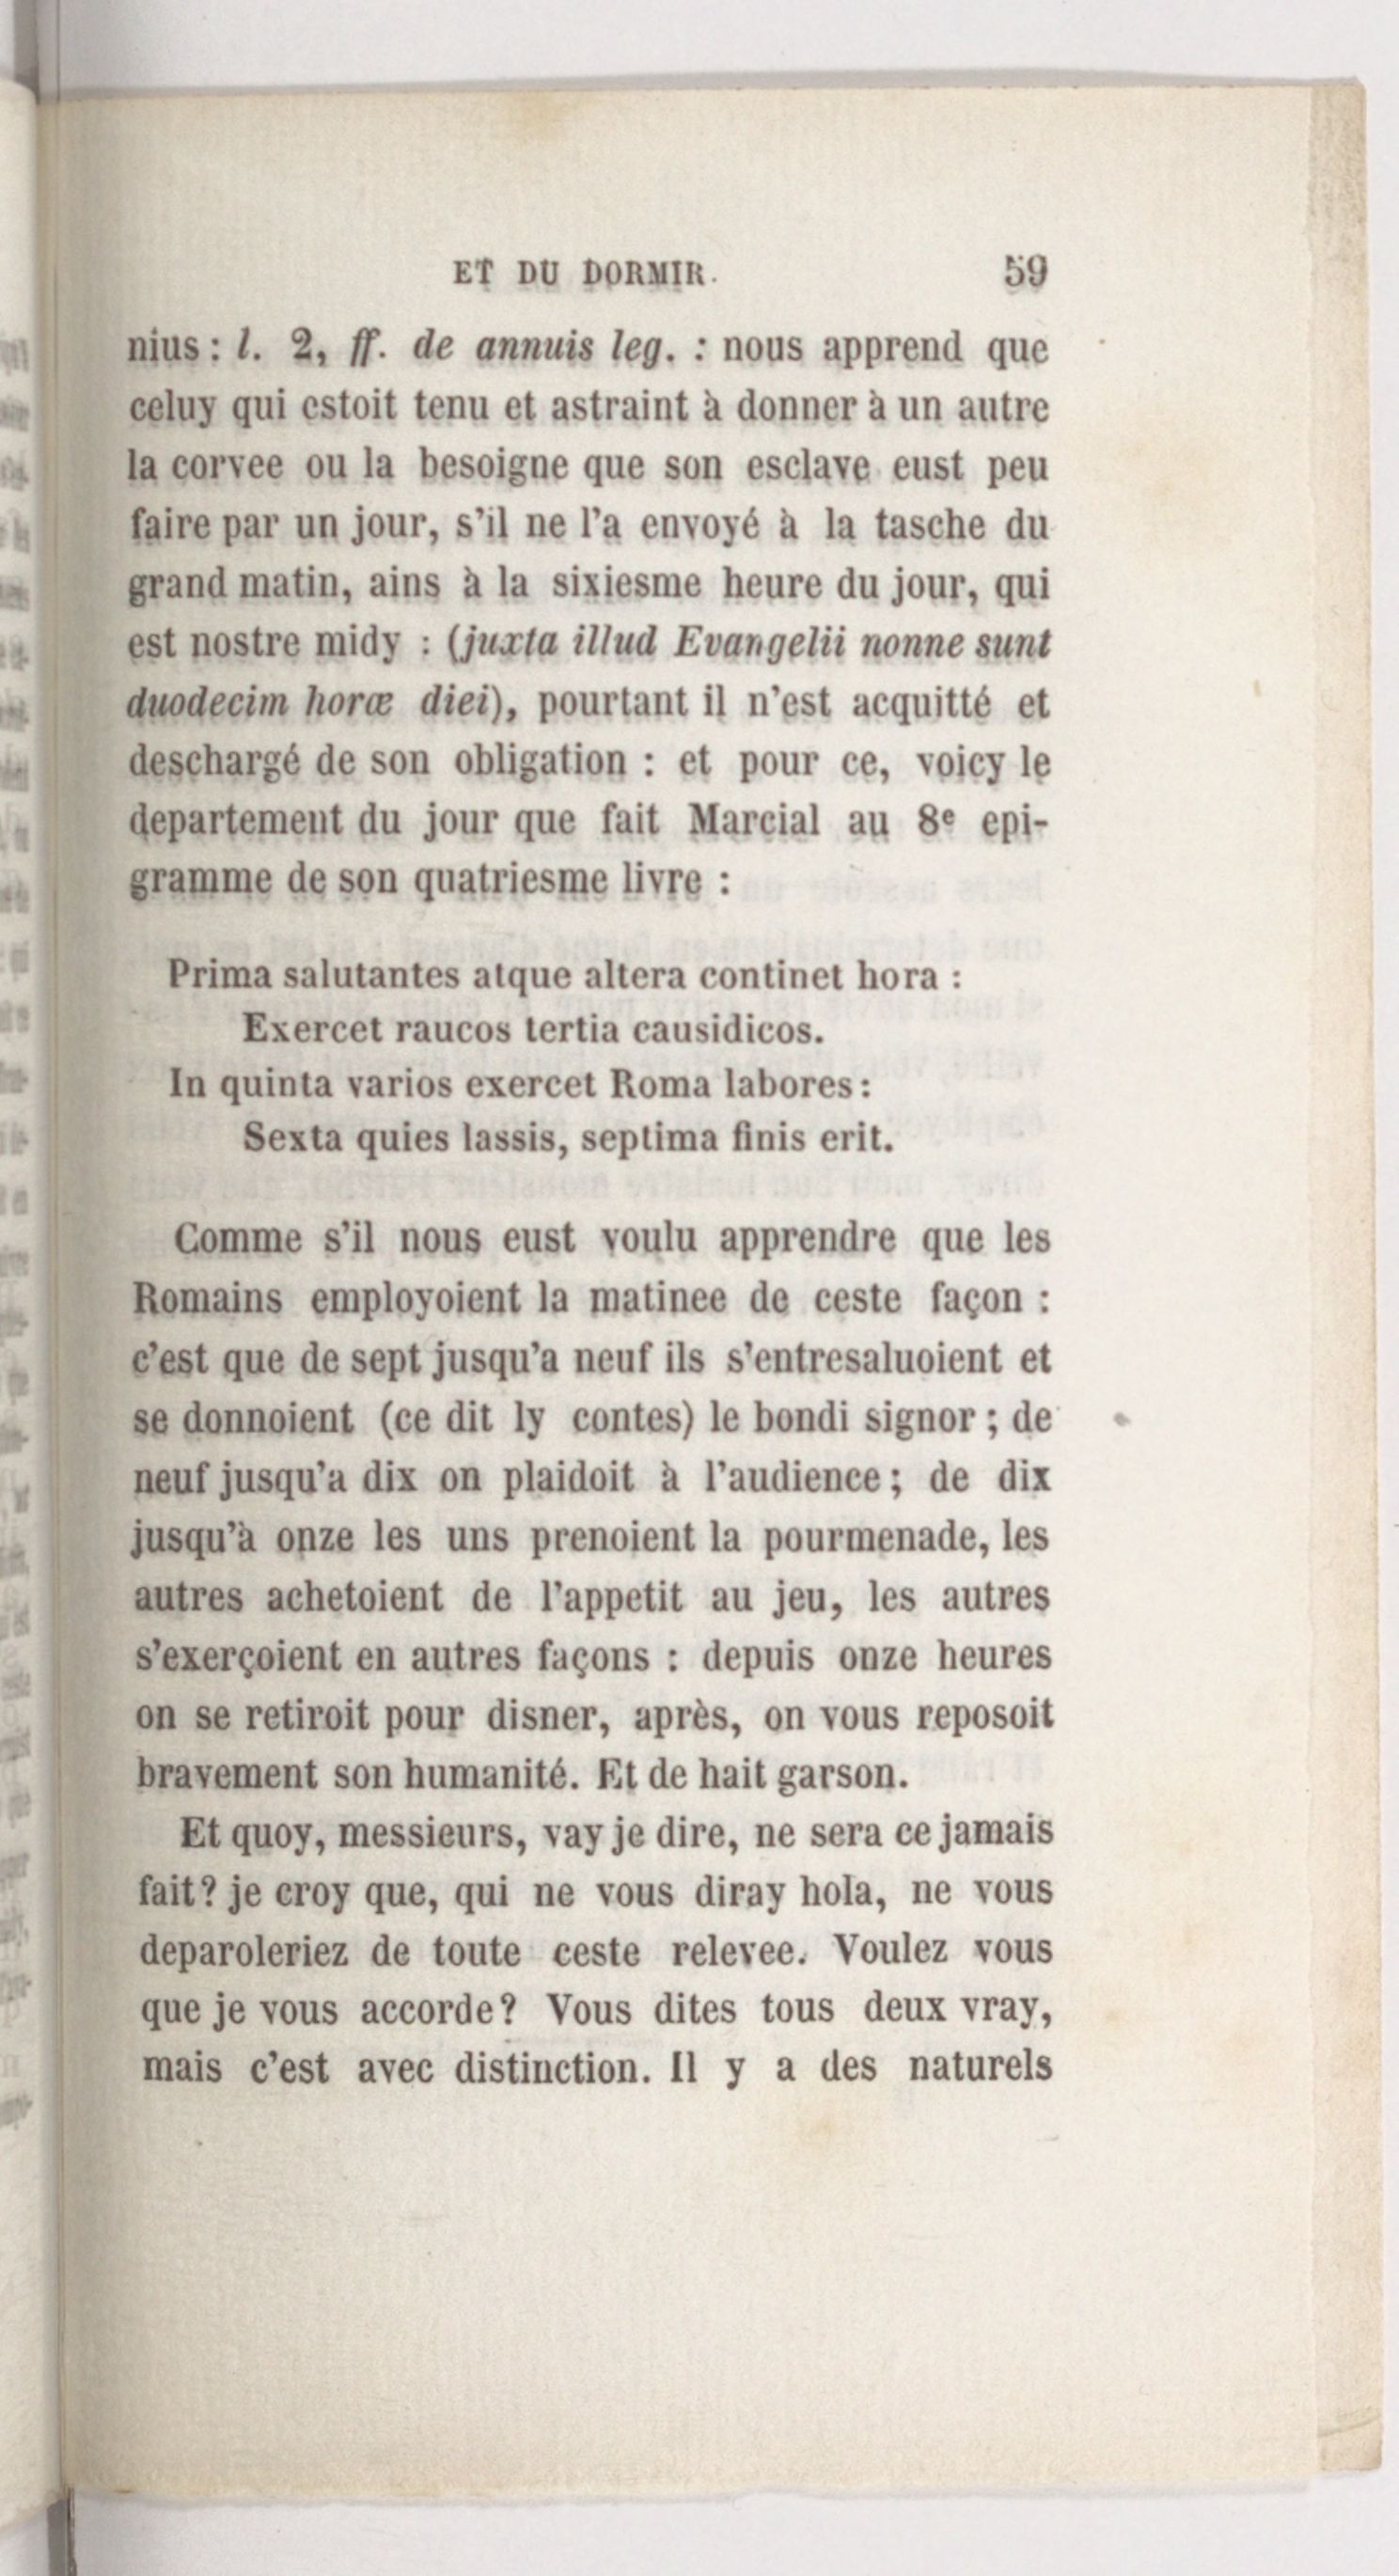 ET DU DORMIR. 59
nius : l. 2, ff. de annuis leg. : nous apprend que
celuy qui estoit tenu et astraint à donner à un autre
la corvee ou la besoigne que son esclave eust peu
faire par un jour, s'il ne l'a envoyé à la tasche du
grand matin, ains à la sixiesme heure du jour, qui
est nostre midy : (juxta illud Evangelii nonne sunt
duodecim horæ diei), pourtant il n'est acquitté et
deschargé de son obligation : et pour ce, voicy le
departement du jour que fait Marcial au 8e epi-
gramme de son quatriesme livre :
Prima salutantes atque altera continet hora :
Exercet raucos tertia causidicos.
In quinta varios exercet Roma labores :
Sexta quies lassis, septima finis erit.
Comme s'il nous eust voulu apprendre que les
Romains employoient la matinee de ceste façon :
c'est que de sept jusqu'a neuf ils s'entresaluoient et
se donnoient (ce dit ly contes) le bondi signor ; de
neuf jusqu'a dix on plaidoit à l'audience ; de dix
jusqu'à onze les uns prenoient la pourmenade, les
autres achetoient de l'appetit au jeu, les autres
s'exerçoient en autres façons : depuis onze heures
on se retiroit pour disner, après, on vous reposoit
bravement son humanité. Et de hait garson.
Et quoy, messieurs, vay je dire, ne sera ce jamais
fait ? je croy que, qui ne vous diray hola, ne vous
deparoleriez de toute ceste relevee. Voulez vous
que je vous accorde ? Vous dites tous deux vray,
mais c'est avec distinction. Il y a des naturels